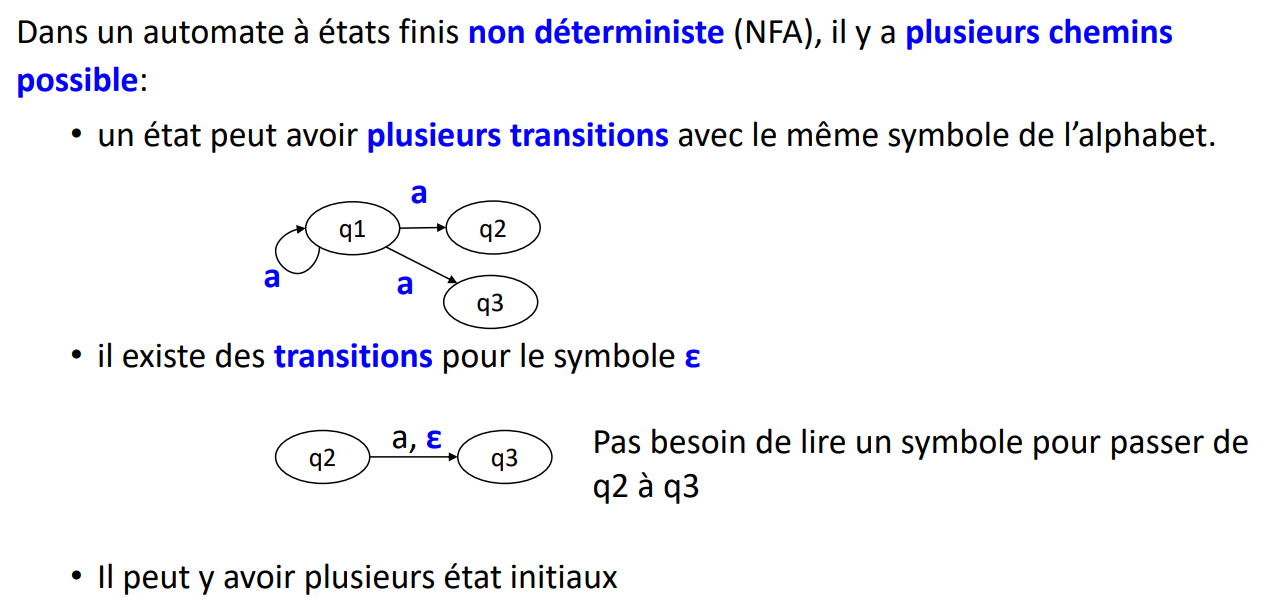 Dans un automate à états finis non déterministe (NFA), il y a plusieurs chemins
possible:
• un état peut avoir plusieurs transitions avec le même symbole de l’alphabet.
a
q1
q2
a
a
q3
• il existe des transitions pour le symbole ε
a, ε
q2
q3
Pas besoin de lire un symbole pour passer de
q2 à q3
• Il peut y avoir plusieurs état initiaux